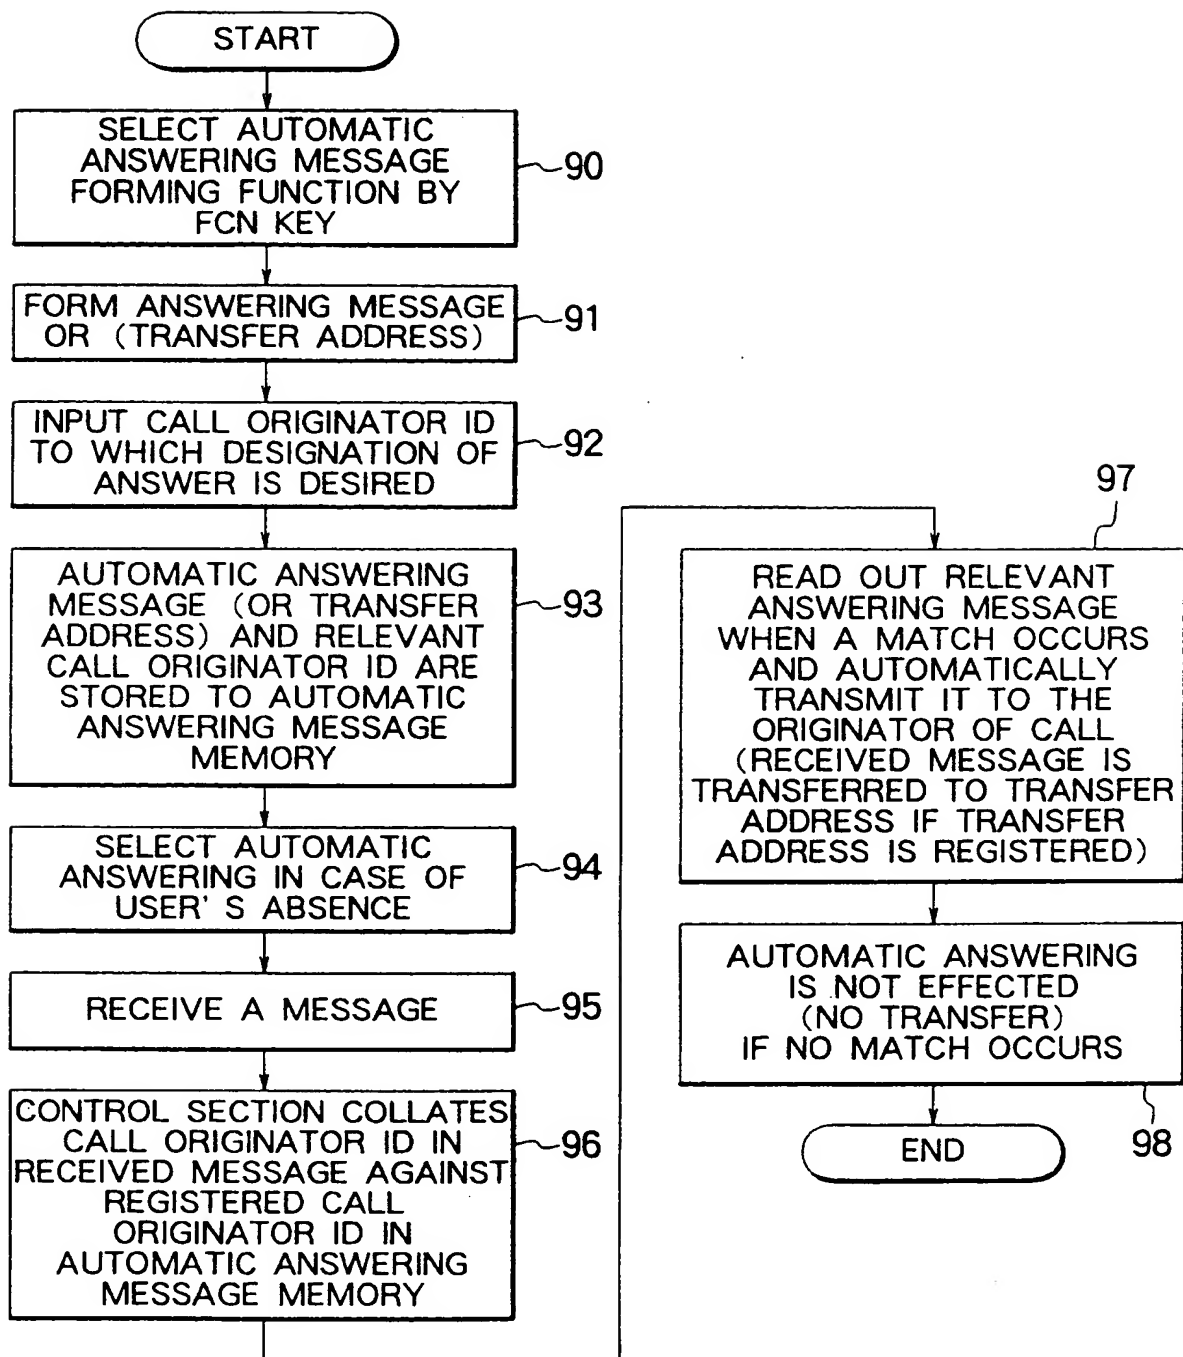 START
SELECT AUTOMATIC
ANSWERING MESSAGE
FORMING FUNCTION BY
FCN KEY
90
FORM ANSWERING MESSAGE
OR (TRANSFER ADDRESS)
91
INPUT CALL ORIGINATOR ID
TO WHICH DESIGNATION OF
ANSWER IS DESIRED
92
AUTOMATIC ANSWERING
MESSAGE (OR TRANSFER
ADDRESS) AND RELEVANT
CALL ORIGINATOR ID ARE
STORED TO AUTOMATIC
ANSWERING MESSAGE
MEMORY
93
SELECT AUTOMATIC
ANSWERING IN CASE OF
USER'S ABSENCE
94
RECEIVE A MESSAGE
95
CONTROL SECTION COLLATES
CALL ORIGINATOR ID IN
RECEIVED MESSAGE AGAINST
REGISTERED CALL
ORIGINATOR ID IN
AUTOMATIC ANSWERING
MESSAGE MEMORY
96
97
READ OUT RELEVANT
ANSWERING MESSAGE
WHEN A MATCH OCCURS
AND AUTOMATICALLY
TRANSMIT IT TO THE
ORIGINATOR OF CALL
(RECEIVED MESSAGE IS
TRANSFERRED TO TRANSFER
ADDRESS IF TRANSFER
ADDRESS IS REGISTERED)
AUTOMATIC ANSWERING
IS NOT EFFECTED
(NO TRANSFER)
IF NO MATCH OCCURS
98
END